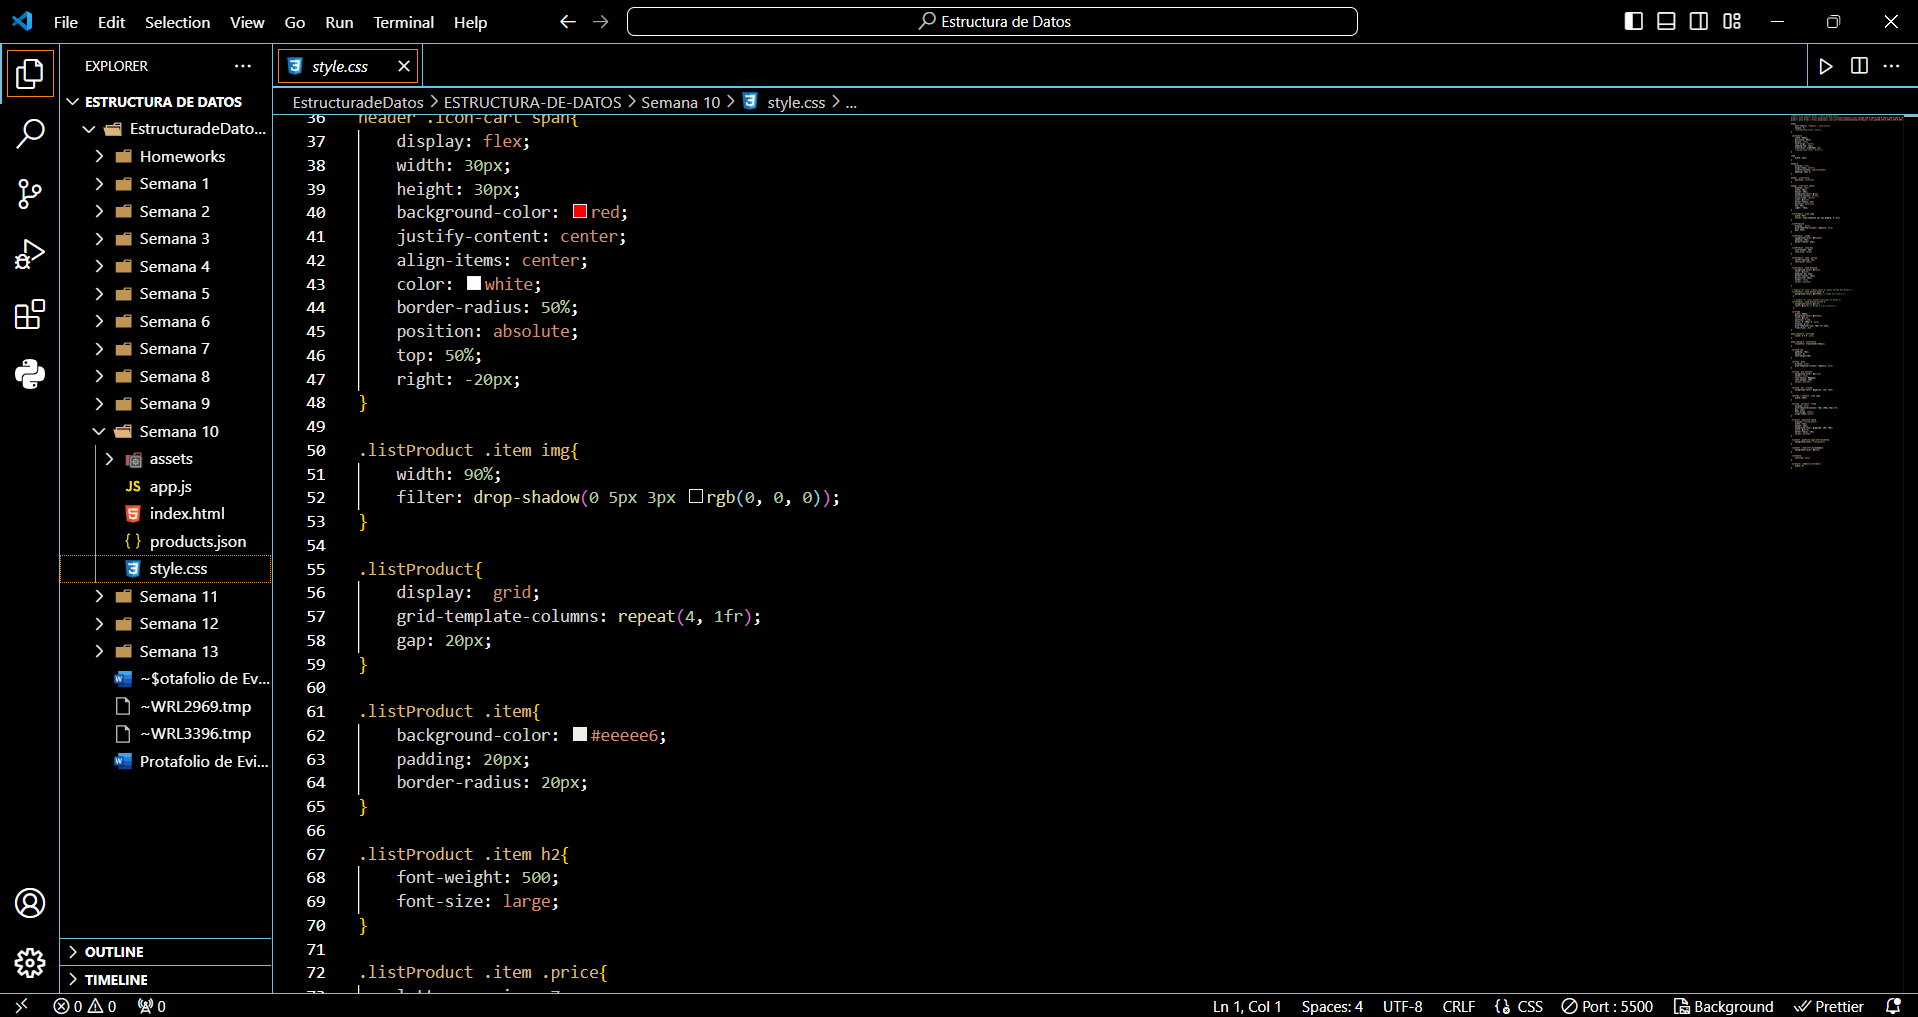 File Edit Selection View Go Run Terminal Help
Estructura de Datos
EXPLORER
ESTRUCTURA DE DATOS
EstructuradeDato...
Homeworks
Semana 1
Semana 2
Semana 3
Semana 4
Semana 5
Semana 6
Semana 7
Semana 8
Semana 9
Semana 10
assets
JS app.js
index.html
{} products.json
style.css
Semana 11
Semana 12
Semana 13
~$otafolio de Ev...
~WRL2969.tmp
~WRL3396.tmp
Protafolio de Evi...
OUTLINE
TIMELINE
style.css
EstructuradeDatos > ESTRUCTURA-DE-DATOS > Semana 10 > style.css > ...
36 header .icon-cart span{
37 display: flex;
38 width: 30px;
39 height: 30px;
40 background-color: red;
41 justify-content: center;
42 align-items: center;
43 color: white;
44 border-radius: 50%;
45 position: absolute;
46 top: 50%;
47 right: -20px;
48 }
49
50 .listProduct .item img{
51 width: 90%;
52 filter: drop-shadow(0 5px 3px rgb(0, 0, 0));
53 }
54
55 .listProduct{
56 display:  grid;
57 grid-template-columns: repeat(4, 1fr);
58 gap: 20px;
59 }
60
61 .listProduct .item{
62 background-color: #eeeee6;
63 padding: 20px;
64 border-radius: 20px;
65 }
66
67 .listProduct .item h2{
68 font-weight: 500;
69 font-size: large;
70 }
71
72 .listProduct .item .price{
0 0 0 Ln 1, Col 1 Spaces: 4 UTF-8 CRLF {} CSS Port : 5500 Background Prettier